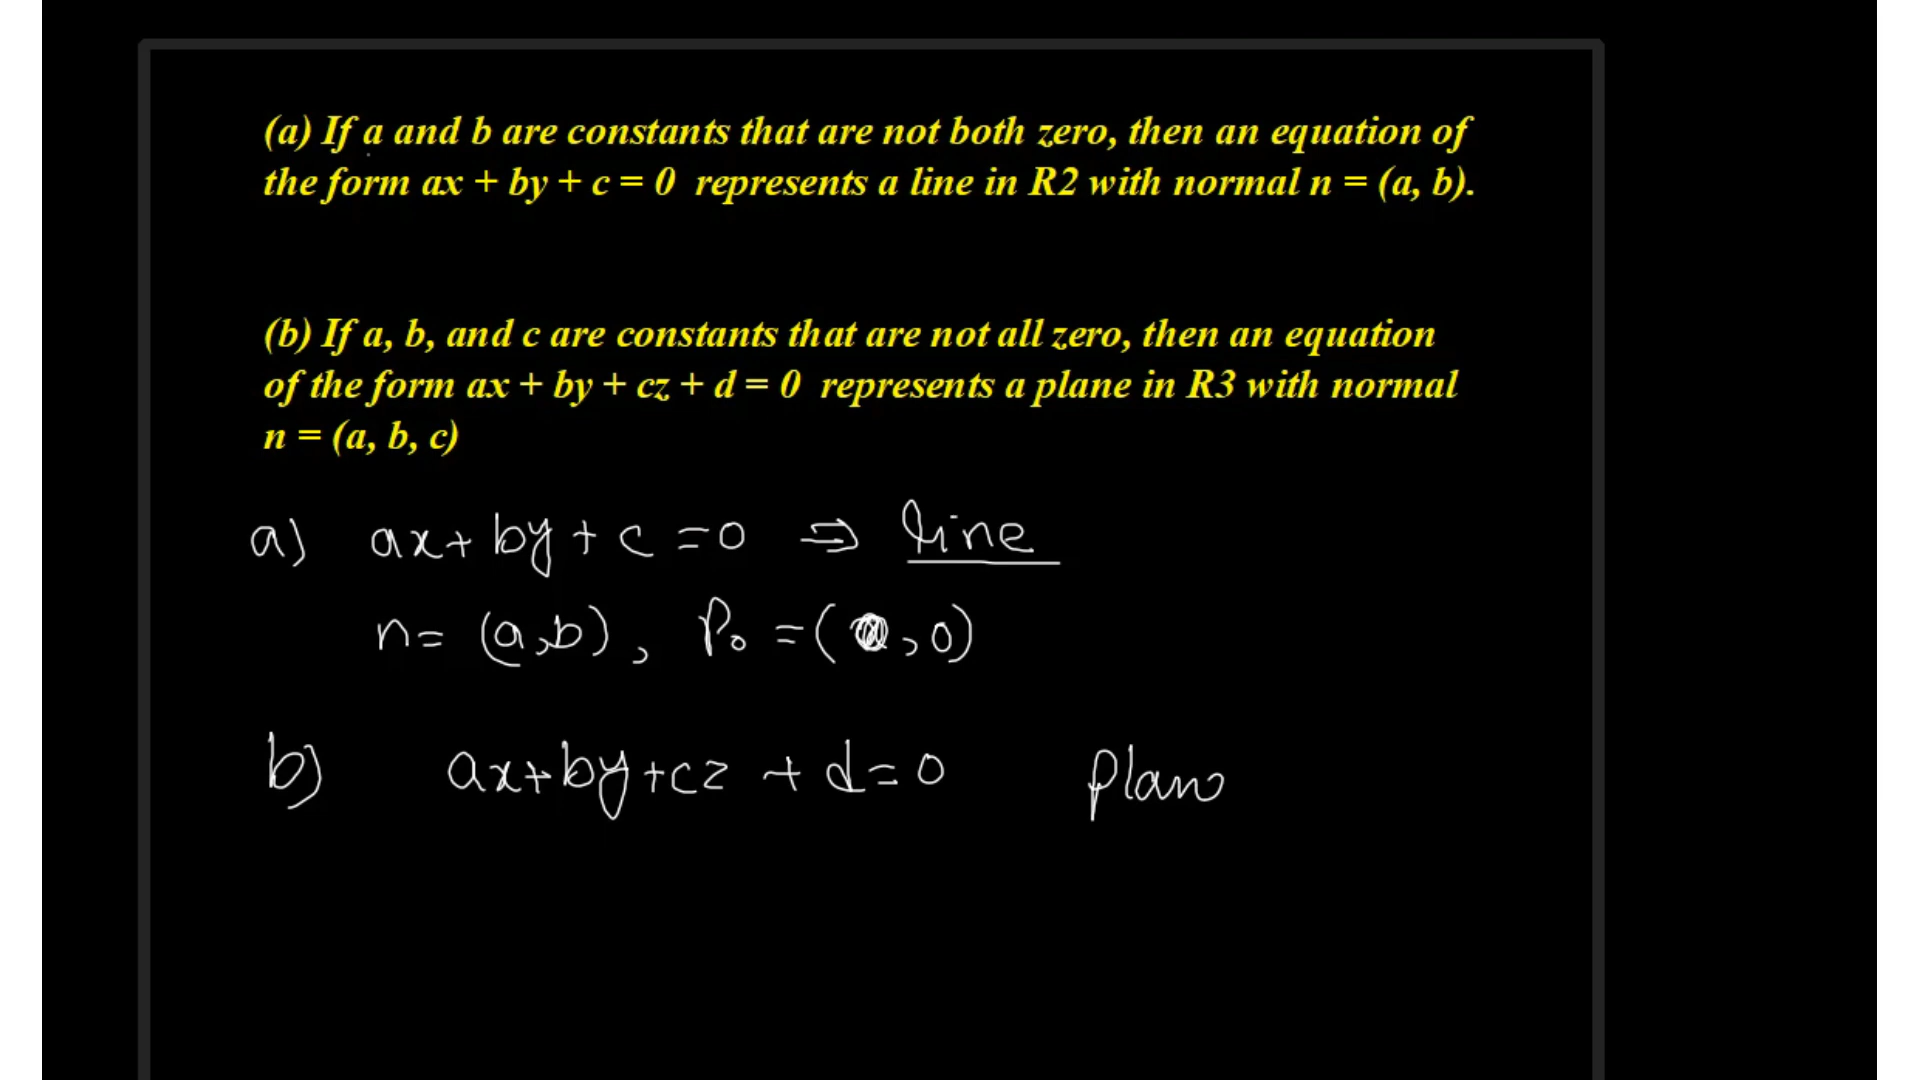 (a) If a and b are constants that are not both zero, then an equation of
the form ax + by + c = 0 represents a line in R2 with normal n = (a, b).
(b) If a, b, and c are constants that are not all zero, then an equation
of the form ax + by + cz + d = 0 represents a plane in R3 with normal
n = (a, b, c)
a) ax + by + c = 0 ⇒ line
n = (a,b), P₀ = ( , 0)
b) ax+by+cz + d = 0 plane